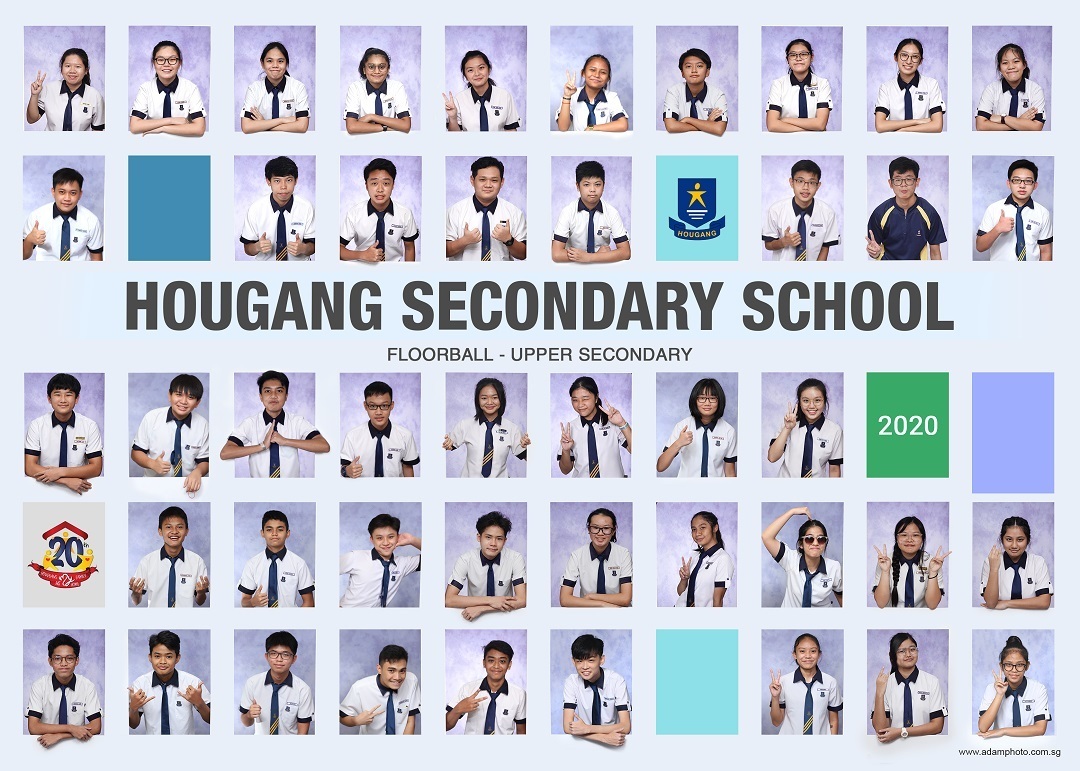 HOUGANG
HOUGANG SECONDARY SCHOOL
FLOORBALL - UPPER SECONDARY
2020
20
www.adamphoto.com.sg